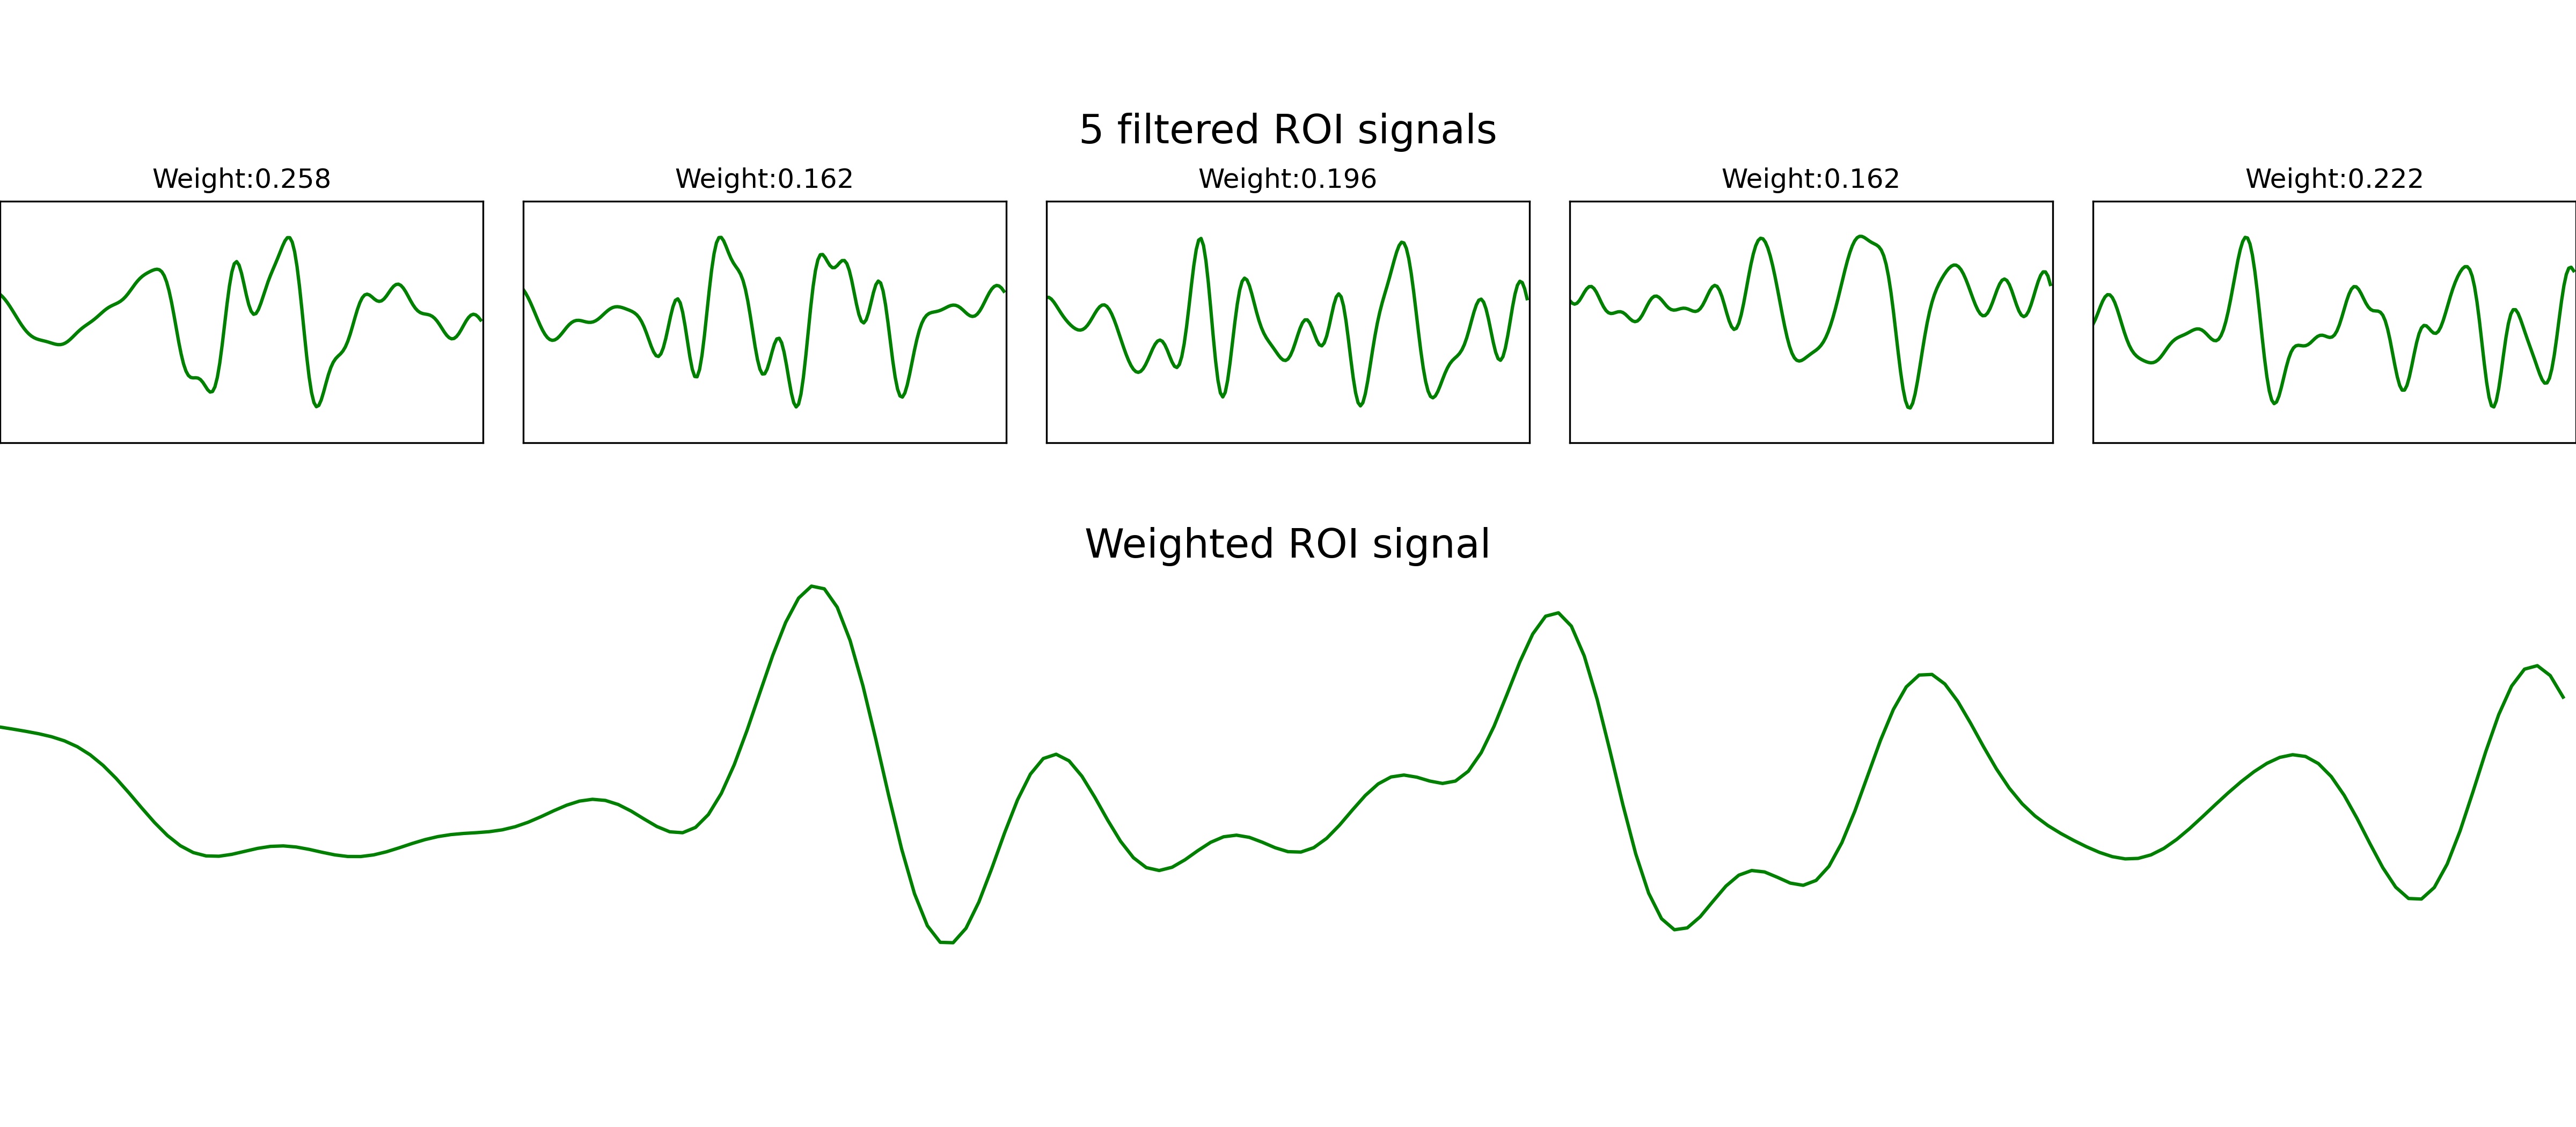 5 filtered ROI signals
Weight:0.258
Weight:0.162
Weight:0.196
Weight:0.162
Weight:0.222
Weighted ROI signal